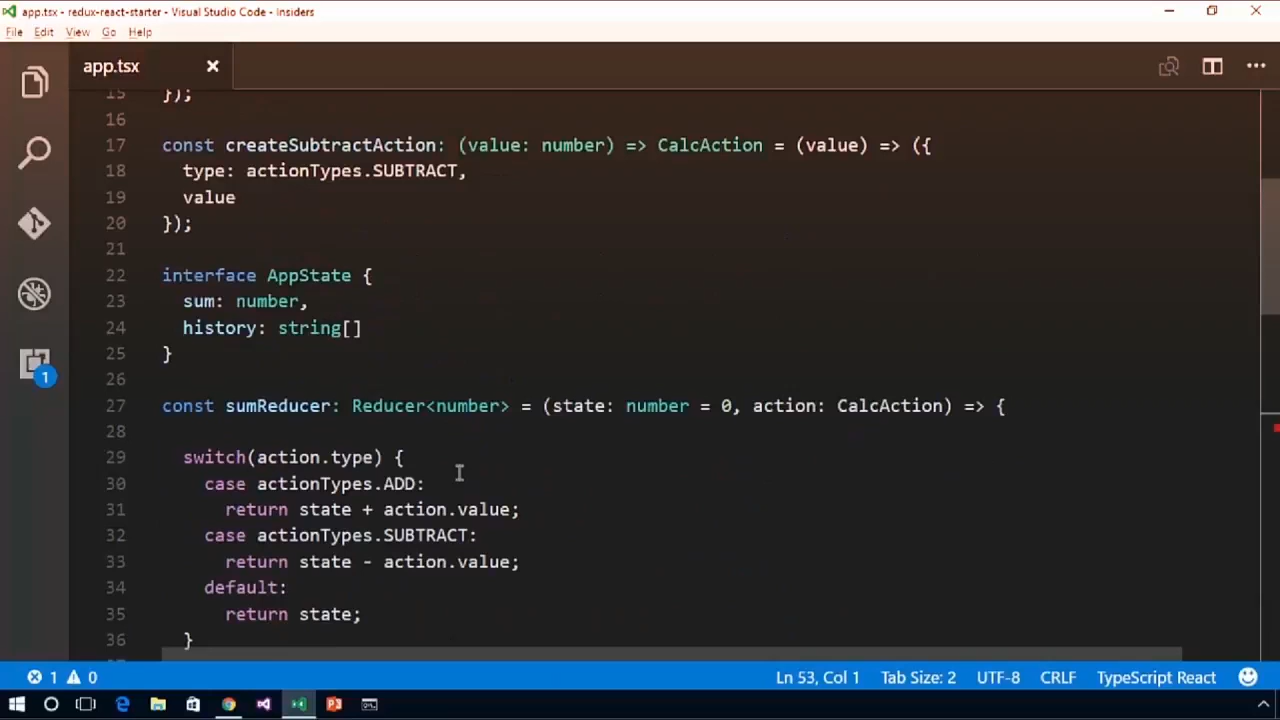 app.tsx - redux-react-starter - Visual Studio Code - Insiders
File Edit View Go Help
app.tsx
15 });
16
17 const createSubtractAction: (value: number) => CalcAction = (value) => ({
18 type: actionTypes.SUBTRACT,
19 value
20 });
21
22 interface AppState {
23 sum: number,
24 history: string[]
25 }
26
27 const sumReducer: Reducer<number> = (state: number = 0, action: CalcAction) => {
28
29 switch(action.type) {
30 case actionTypes.ADD:
31 return state + action.value;
32 case actionTypes.SUBTRACT:
33 return state - action.value;
34 default:
35 return state;
36 }
1
1 0 Ln 53, Col 1 Tab Size: 2 UTF-8 CRLF TypeScript React